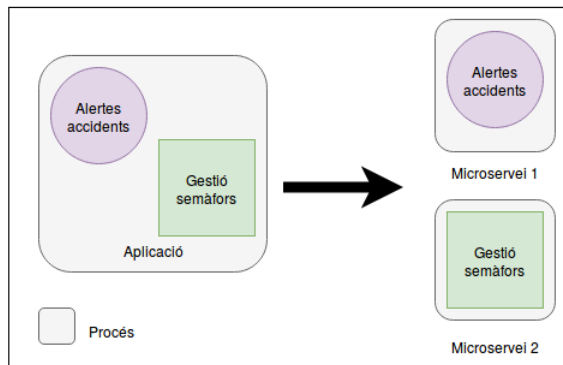 Alertes
accidents
Gestió
semàfors
Aplicació
Procés
Alertes
accidents
Microservei 1
Gestió
semàfors
Microservei 2